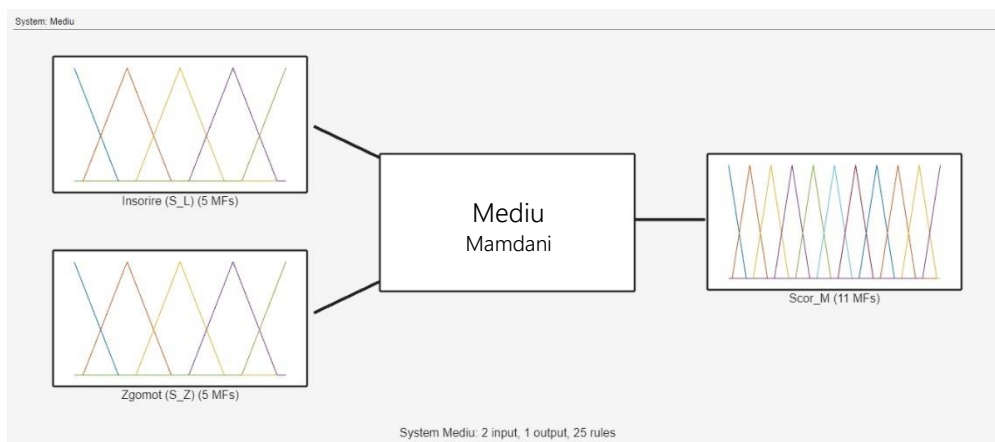 System: Mediu
Insorire (S_L) (5 MFs)
Mediu
Mamdani
Scor_M (11 MFs)
Zgomot (S_Z) (5 MFs)
System Mediu: 2 input, 1 output, 25 rules